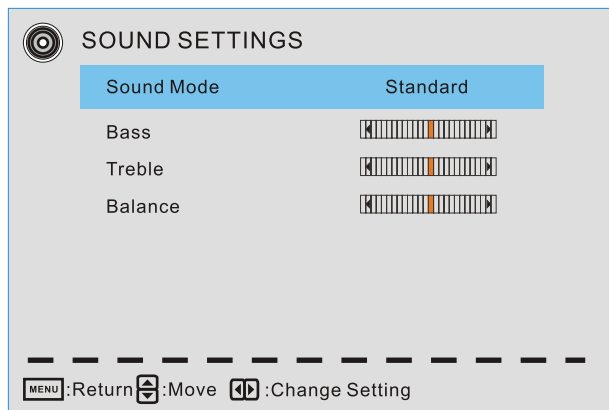 SOUND SETTINGS
Sound Mode Standard
Bass
Treble
Balance
MENU :Return :Move :Change Setting